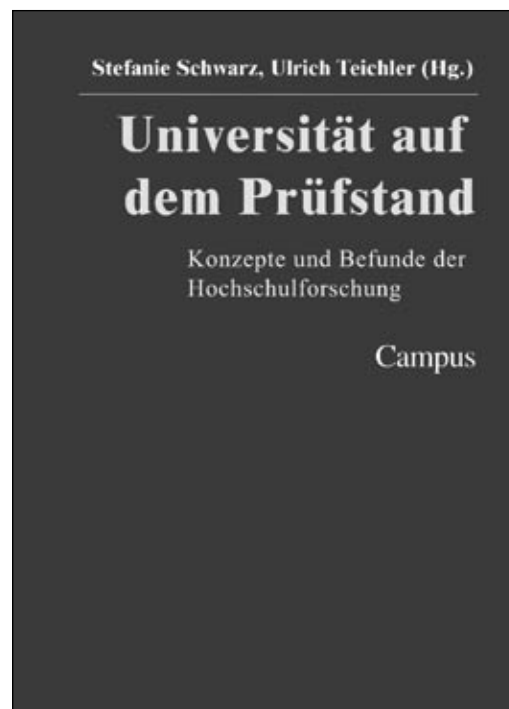 Stefanie Schwarz, Ulrich Teichler (Hg.)
Universität auf
dem Prüfstand
Konzepte und Befunde der
Hochschulforschung
Campus